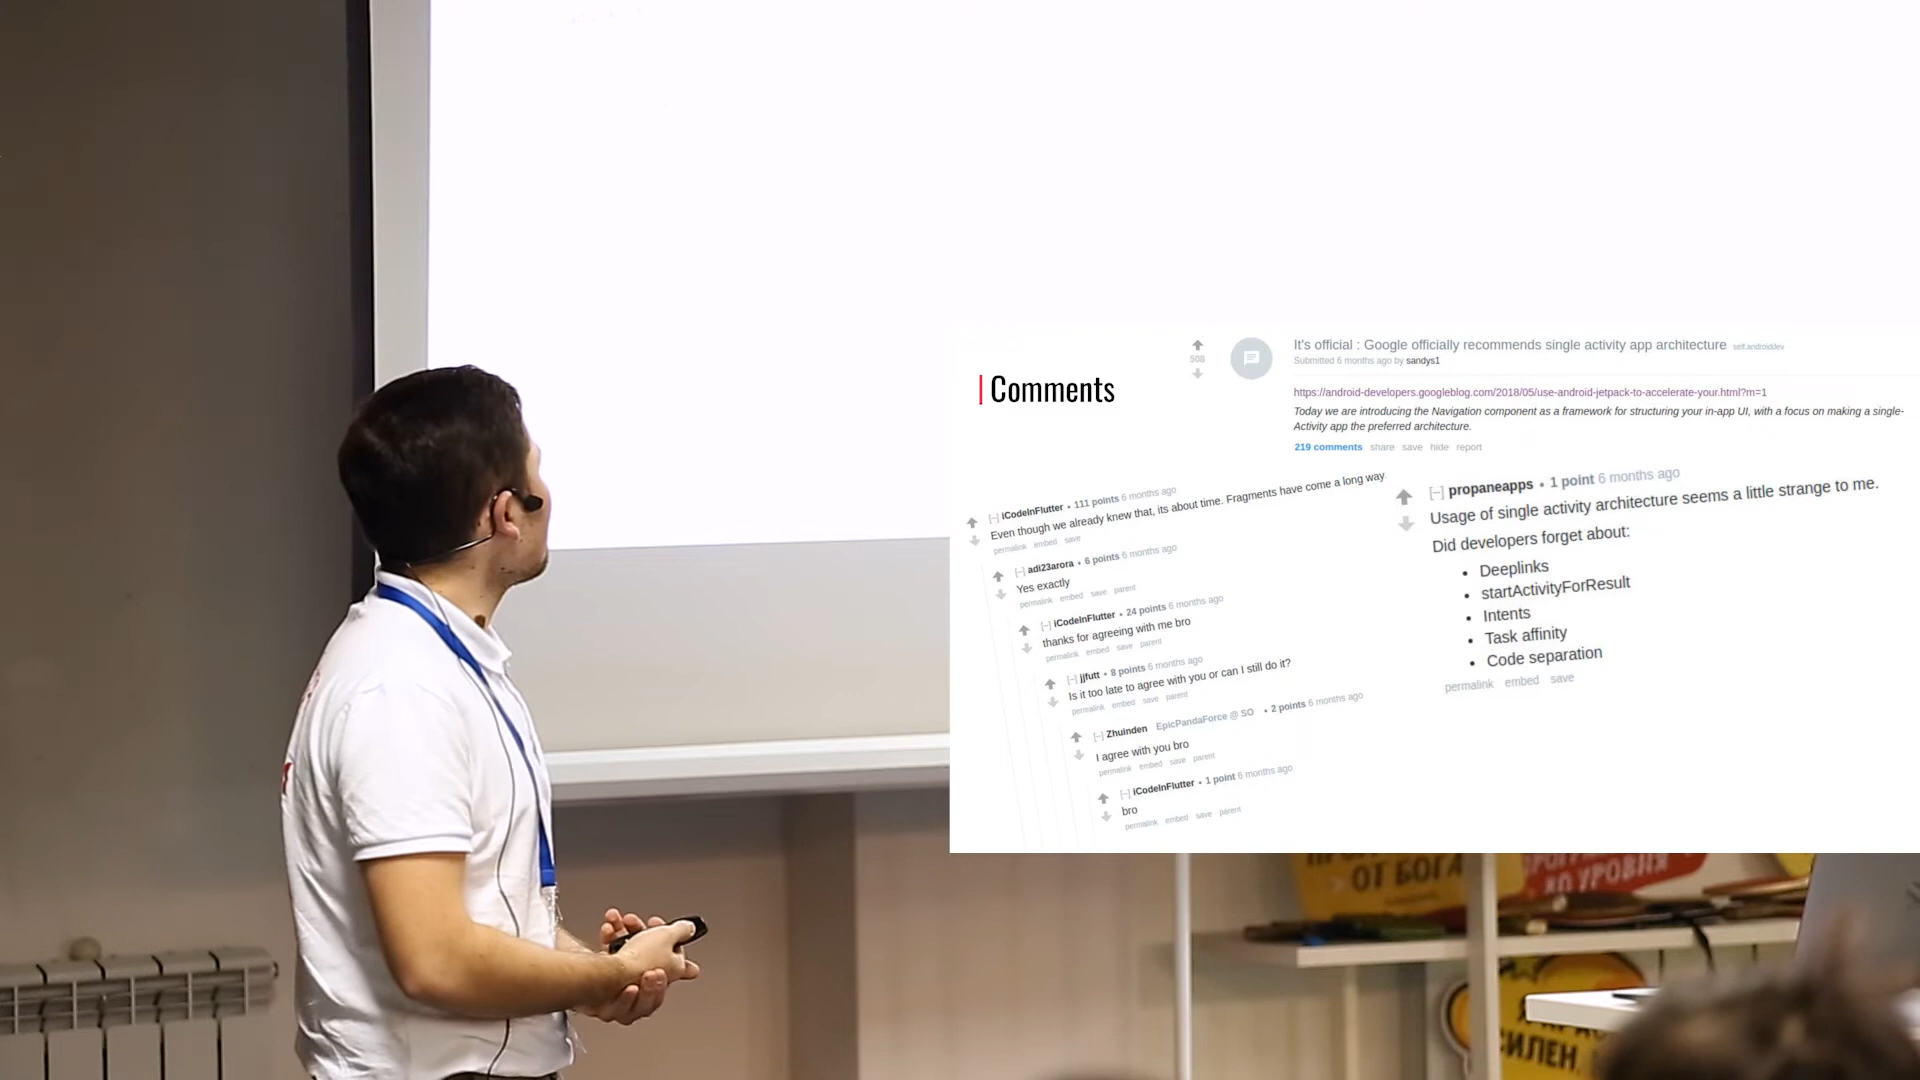 Comments
508
It's official : Google officially recommends single activity app architecture self.androiddev
Submitted 6 months ago by sandys1
https://android-developers.googleblog.com/2018/05/use-android-jetpack-to-accelerate-your.html?m=1
Today we are introducing the Navigation component as a framework for structuring your in-app UI, with a focus on making a single-
Activity app the preferred architecture.
219 comments share save hide report
[–] iCodeInFlutter • 111 points 6 months ago
Even though we already knew that, its about time. Fragments have come a long way.
permalink embed save
[–] adi23arora • 6 points 6 months ago
Yes exactly
permalink embed save parent
[–] iCodeInFlutter • 24 points 6 months ago
thanks for agreeing with me bro
permalink embed save parent
[–] jjfutt • 8 points 6 months ago
Is it too late to agree with you or can I still do it?
permalink embed save parent
[–] Zhuinden EpicPandaForce @ SO • 2 points 6 months ago
I agree with you bro
permalink embed save parent
[–] iCodeInFlutter • 1 point 6 months ago
bro
permalink embed save parent
[–] propaneapps • 1 point 6 months ago
Usage of single activity architecture seems a little strange to me.
Did developers forget about:
• Deeplinks
• startActivityForResult
• Intents
• Task affinity
• Code separation
permalink embed save
ОТ БОГА
УРОВНЯ
СИЛЕН